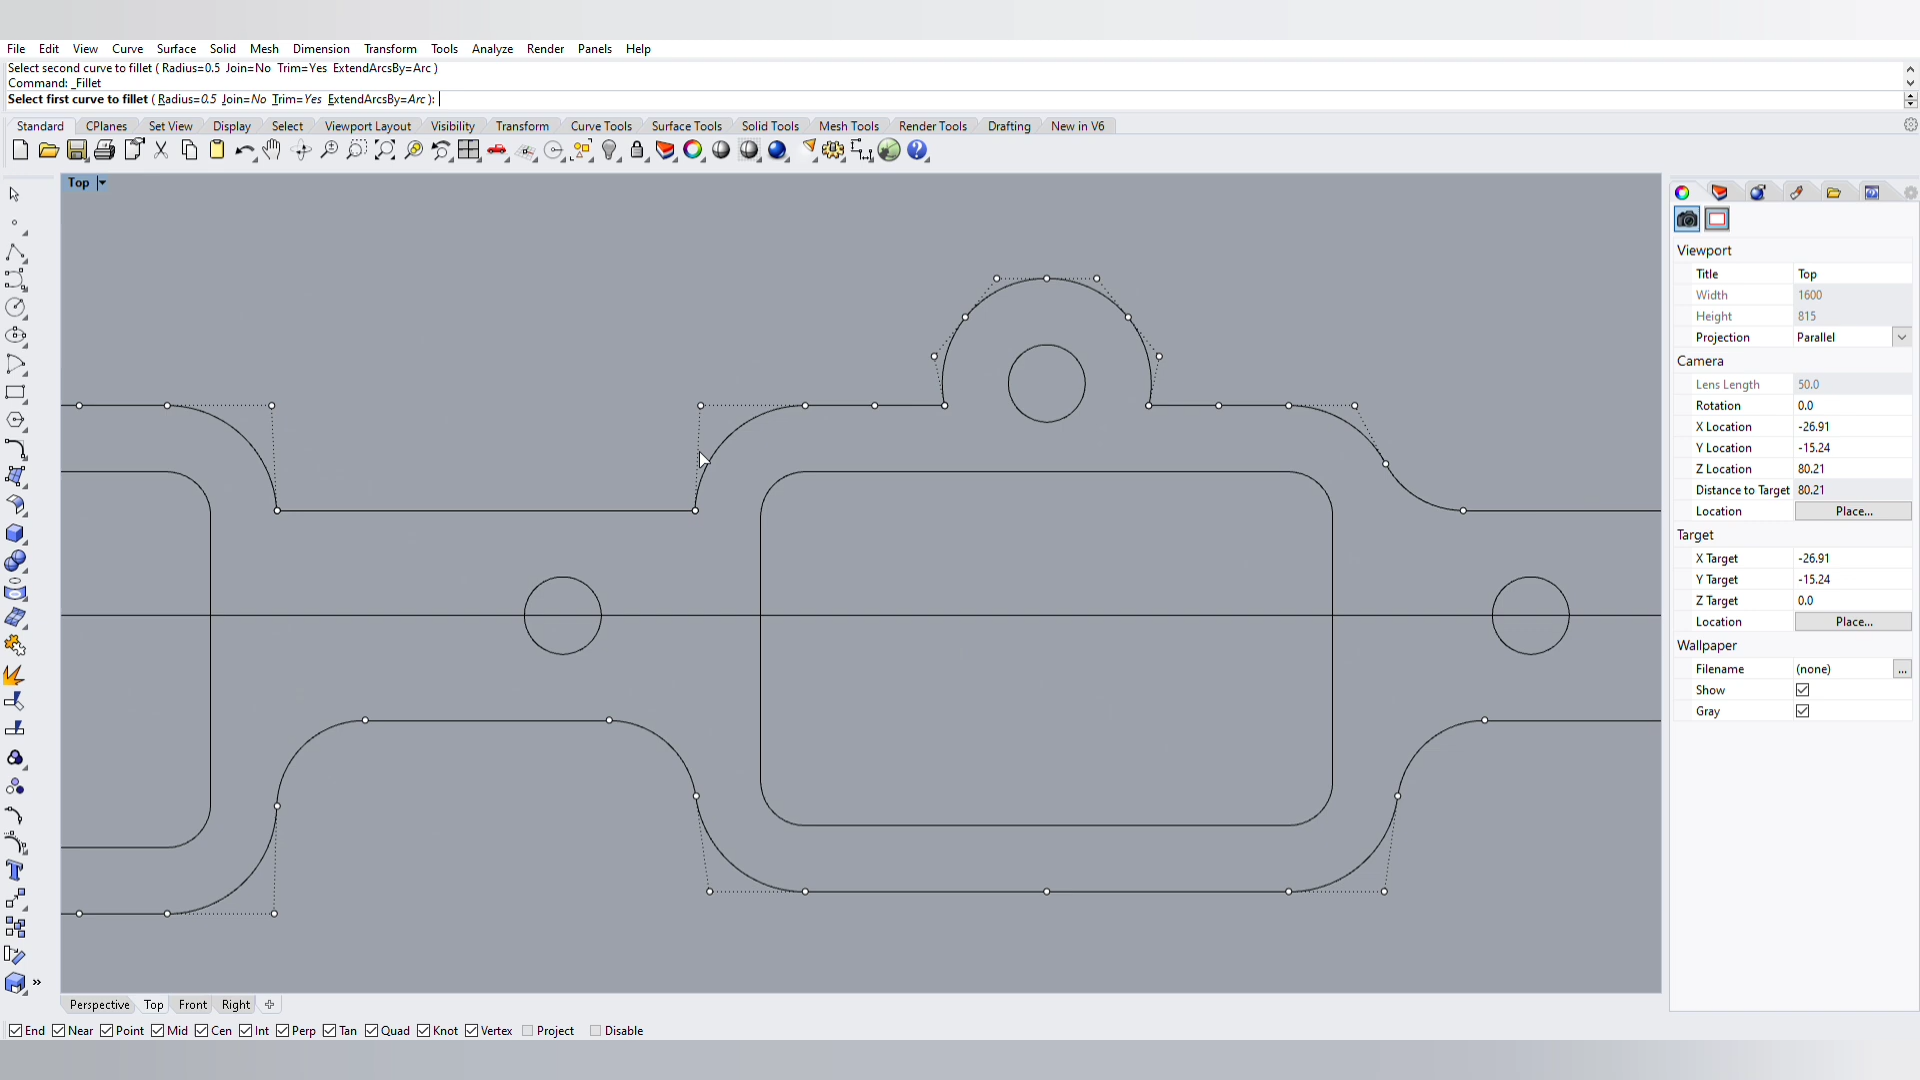 File Edit View Curve Surface Solid Mesh Dimension Transform Tools Analyze Render Panels Help
Select second curve to fillet ( Radius=0.5 Join=No Trim=Yes ExtendArcsBy=Arc )
Command: _Fillet
Select first curve to fillet ( Radius=0.5 Join=No Trim=Yes ExtendArcsBy=Arc ):
Standard CPlanes Set View Display Select Viewport Layout Visibility Transform Curve Tools Surface Tools Solid Tools Mesh Tools Render Tools Drafting New in V6
Top
Viewport
Title Top
Width 1600
Height 815
Projection Parallel
Camera
Lens Length 50.0
Rotation 0.0
X Location -26.91
Y Location -15.24
Z Location 80.21
Distance to Target 80.21
Location Place...
Target
X Target -26.91
Y Target -15.24
Z Target 0.0
Location Place...
Wallpaper
Filename (none) ...
Show
Gray
Perspective Top Front Right
End Near Point Mid Cen Int Perp Tan Quad Knot Vertex Project Disable